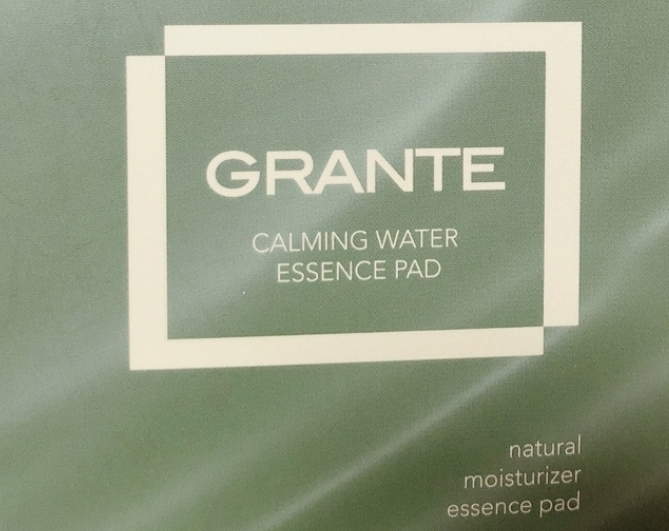 GRANTE
CALMING WATER
ESSENCE PAD
natural
moisturizer
essence pad